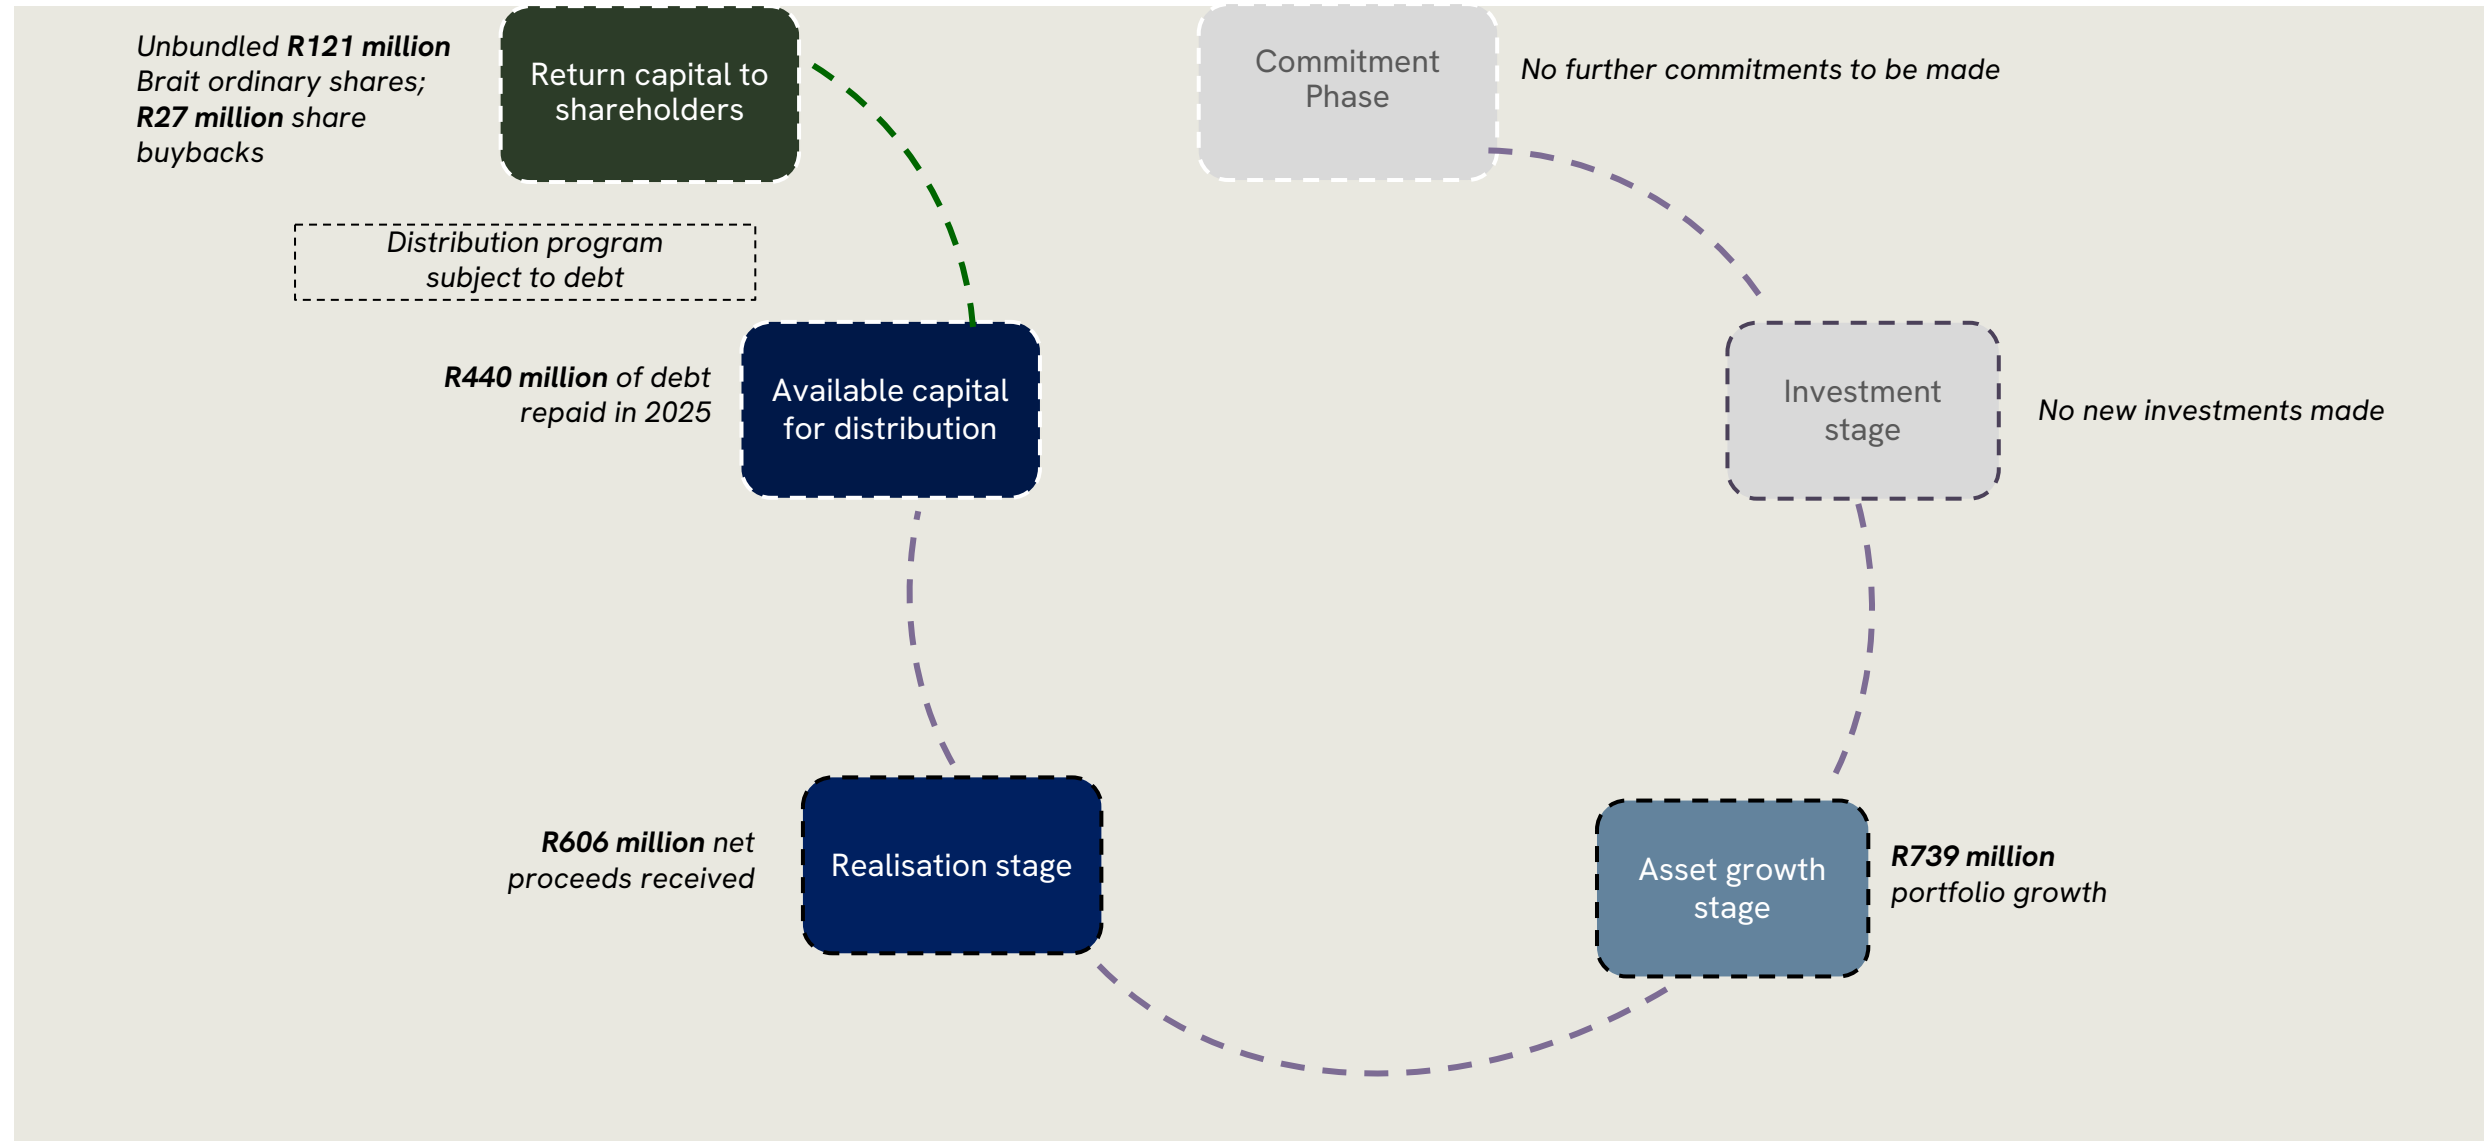 Unbundled R121 million
Brait ordinary shares;
R27 million share
buybacks
Return capital to
shareholders
Commitment
Phase
No further commitments to be made
Distribution program
subject to debt
R440 million of debt
repaid in 2025
Available capital
for distribution
Investment
stage
No new investments made
R606 million net
proceeds received
Realisation stage
Asset growth
stage
R739 million
portfolio growth